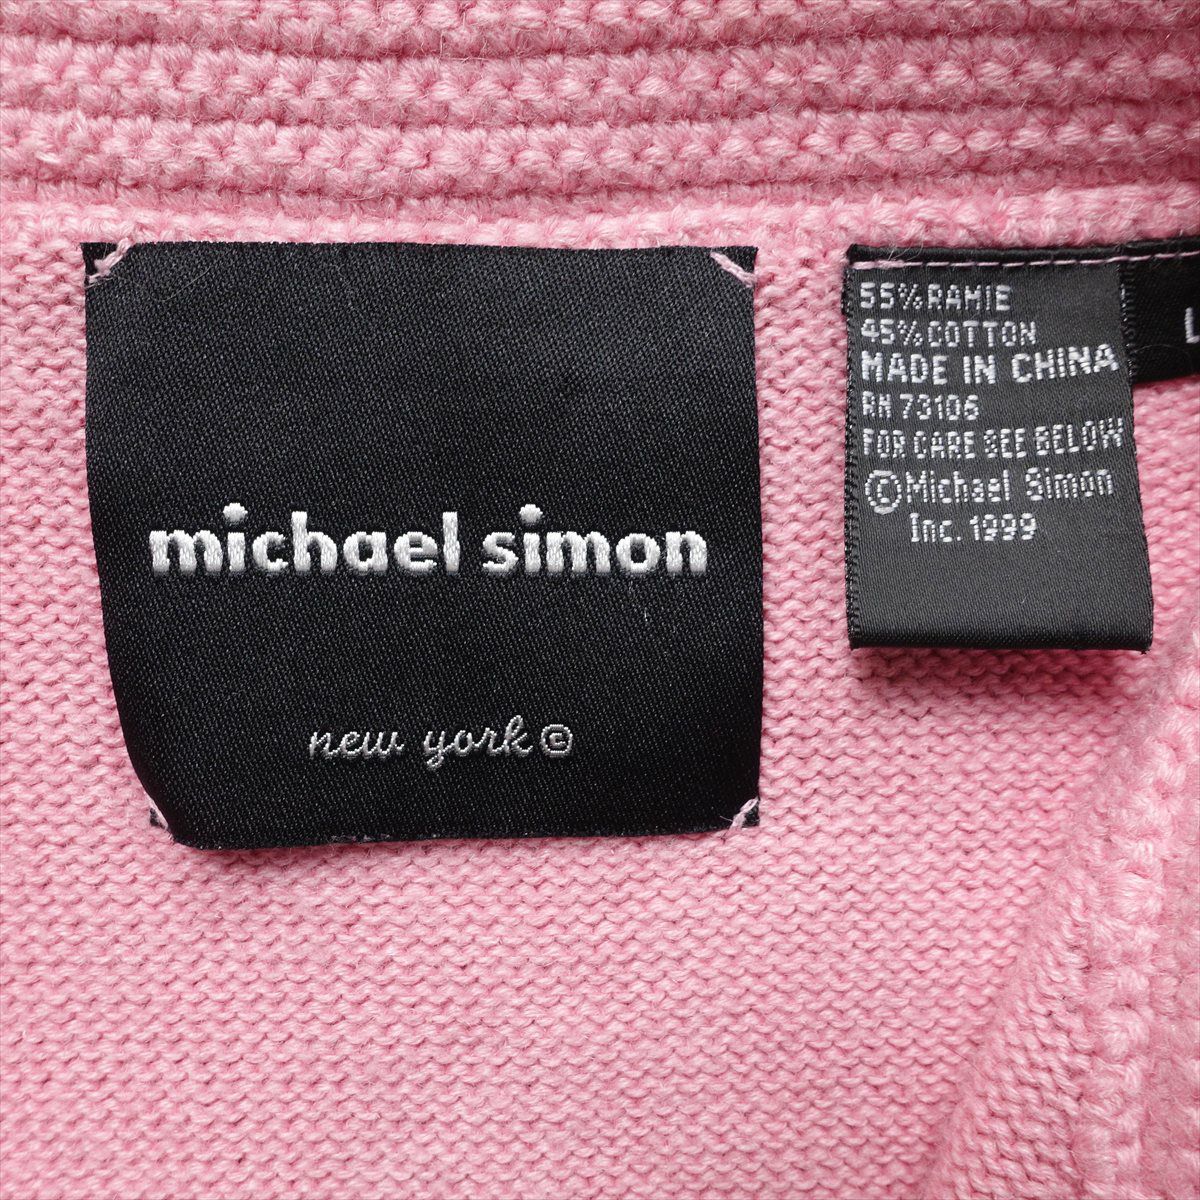 michael simon
new york ©
55%RAMIE
45%COTTON
MADE IN CHINA
RN 73106
FOR CARE SEE BELOW
©Michael Simon
Inc. 1999
L